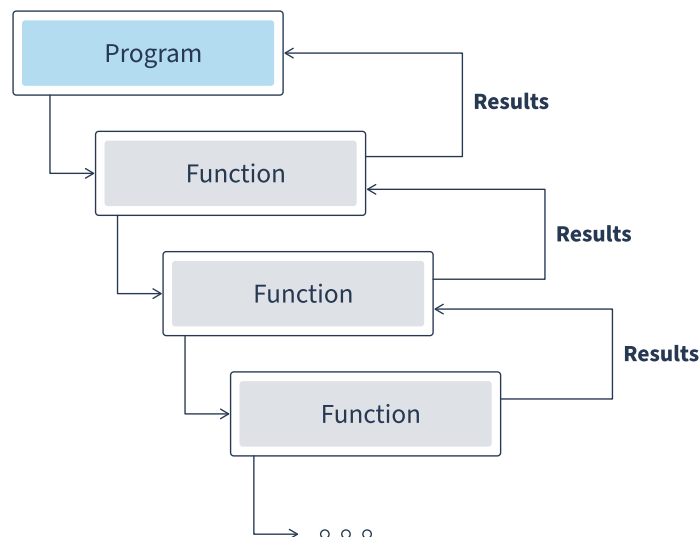 Program
Results
Function
Results
Function
Results
Function